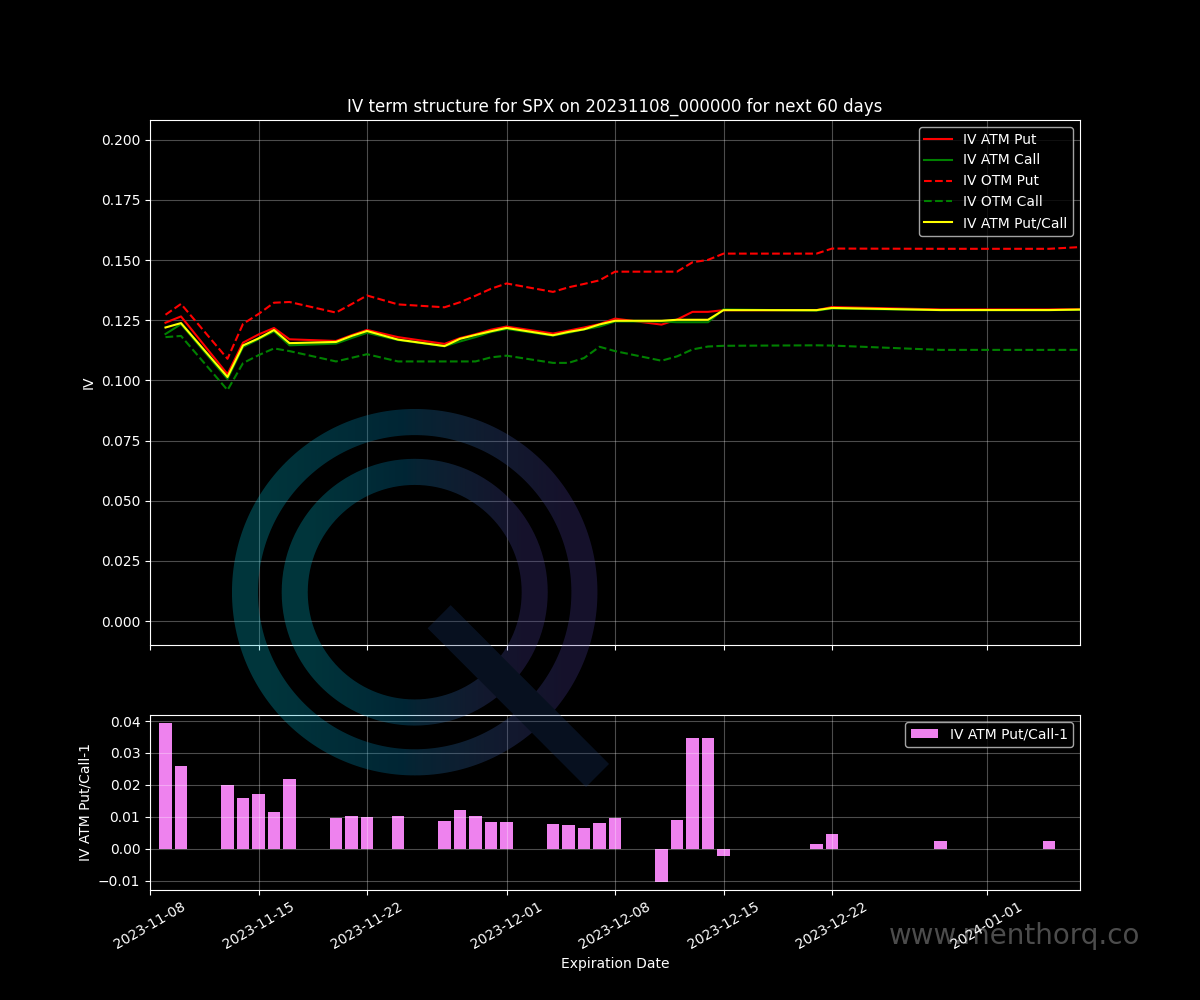 IV term structure for SPX on 20231108_000000 for next 60 days
IV
0.200
0.175
0.150
0.125
0.100
0.075
0.050
0.025
0.000
IV ATM Put
IV ATM Call
IV OTM Put
IV OTM Call
IV ATM Put/Call
IV ATM Put/Call-1
0.04
0.03
0.02
0.01
0.00
−0.01
IV ATM Put/Call-1
2023-11-08
2023-11-15
2023-11-22
2023-12-01
2023-12-08
2023-12-15
2023-12-22
2024-01-01
www.menthorq.co
Expiration Date